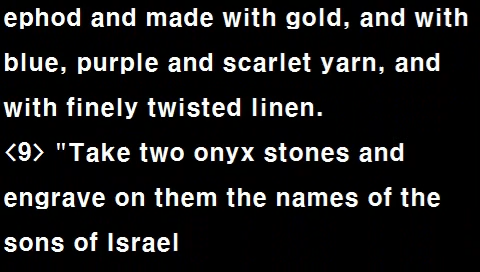 ephod and made with gold, and with
blue, purple and scarlet yarn, and
with finely twisted linen.
<9> "Take two onyx stones and
engrave on them the names of the
sons of Israel